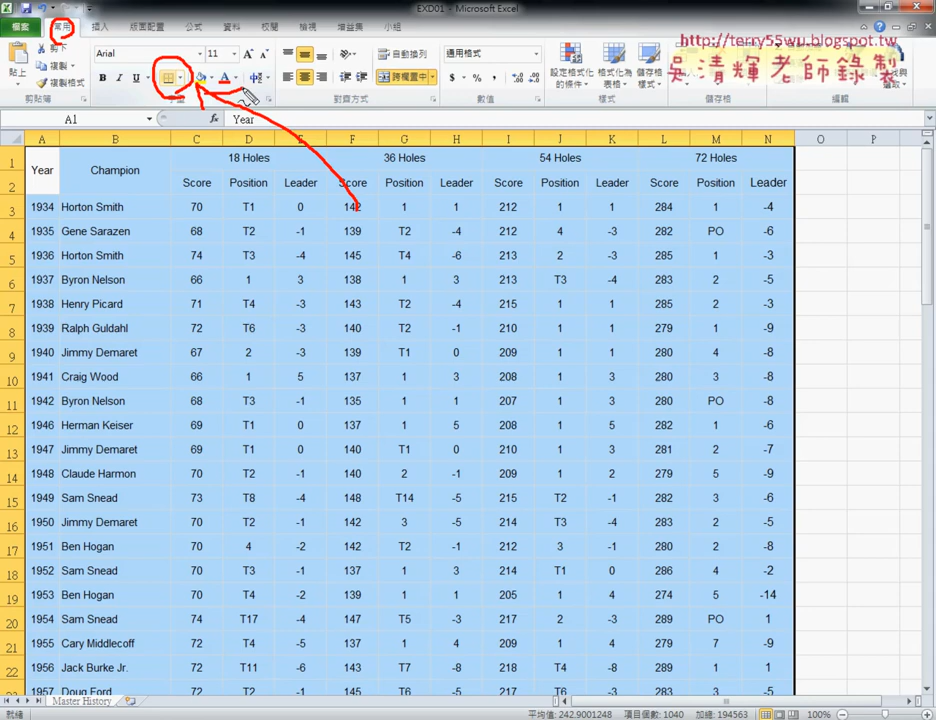 EXD01 - Microsoft Excel
檔案 常用 插入 版面配置 公式 資料 校閱 檢視 增益集 小組
http://terry55wu.blogspot.tw
吳清輝老師錄製
貼上 剪下 複製 複製格式 剪貼簿
Arial 11 B I U
自動換列 跨欄置中 對齊方式
通用格式 $ % , 數值
設定格式化的條件 格式化為表格 儲存格樣式 樣式
儲存格 編輯
A1 fx Year
A B C D E F G H I J K L M N O P
1 Year Champion 18 Holes 36 Holes 54 Holes 72 Holes
2 Score Position Leader Score Position Leader Score Position Leader Score Position Leader
3 1934 Horton Smith 70 T1 0 142 1 1 212 1 1 284 1 -4
4 1935 Gene Sarazen 68 T2 -1 139 T2 -4 212 4 -3 282 PO -6
5 1936 Horton Smith 74 T3 -4 145 T4 -6 213 2 -3 285 1 -3
6 1937 Byron Nelson 66 1 3 138 1 3 213 T3 -4 283 2 -5
7 1938 Henry Picard 71 T4 -3 143 T2 -4 215 1 1 285 2 -3
8 1939 Ralph Guldahl 72 T6 -3 140 T2 -1 210 1 1 279 1 -9
9 1940 Jimmy Demaret 67 2 -3 139 T1 0 209 1 1 280 4 -8
10 1941 Craig Wood 66 1 5 137 1 3 208 1 3 280 3 -8
11 1942 Byron Nelson 68 T3 -1 135 1 1 207 1 3 280 PO -8
12 1946 Herman Keiser 69 T1 0 137 1 5 208 1 5 282 1 -6
13 1947 Jimmy Demaret 69 T1 0 140 T1 0 210 1 3 281 2 -7
14 1948 Claude Harmon 70 T2 -1 140 2 -1 209 1 2 279 5 -9
15 1949 Sam Snead 73 T8 -4 148 T14 -5 215 T2 -1 282 3 -6
16 1950 Jimmy Demaret 70 T2 -1 142 3 -5 214 T3 -4 283 2 -5
17 1951 Ben Hogan 70 4 -2 142 T2 -1 212 3 -1 280 2 -8
18 1952 Sam Snead 70 T3 -1 137 1 3 214 T1 0 286 4 -2
19 1953 Ben Hogan 70 T4 -2 139 1 1 205 1 4 274 5 -14
20 1954 Sam Snead 74 T17 -4 147 T5 -3 217 2 -3 289 PO 1
21 1955 Cary Middlecoff 72 T4 -5 137 1 4 209 1 4 279 7 -9
22 1956 Jack Burke Jr. 72 T11 -6 143 T7 -8 218 T4 -8 289 1 1
1957 Doug Ford 72 T2 -1 145 T6 -5 217 T6 -3 283 3 -5
Master History
就緒 平均值: 242.9001248 項目個數: 1040 加總: 194563 100%